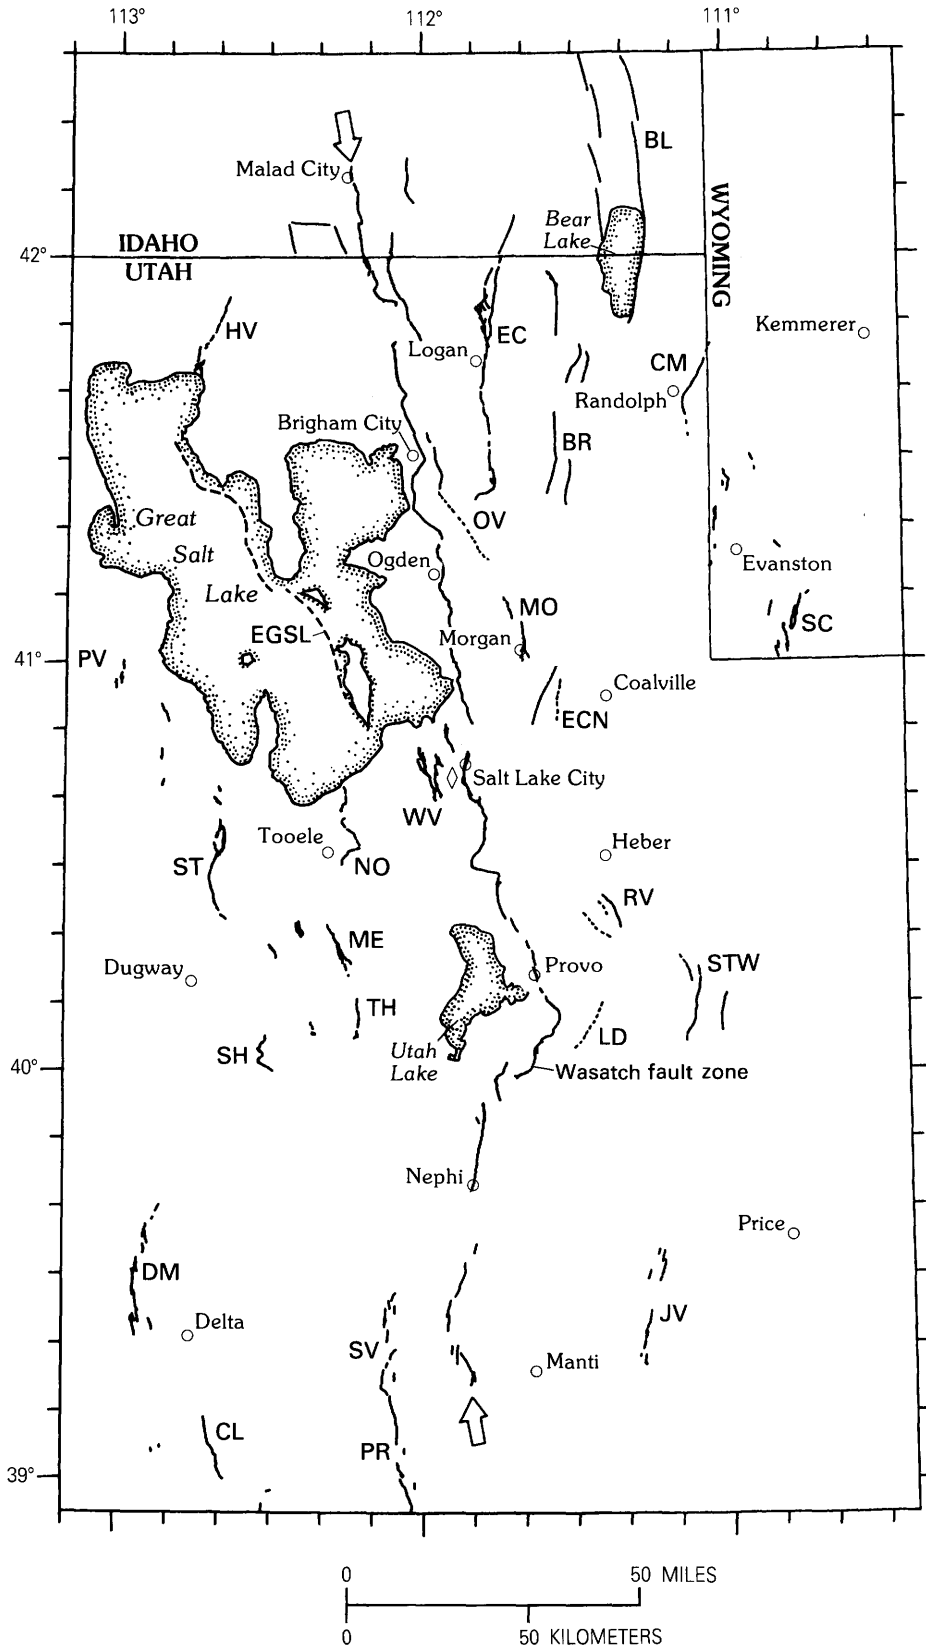 113°
112°
111°
BL
Malad City
WYOMING
Bear
Lake
IDAHO
42°
UTAH
Kemmerer
HV
EC
Logan
CM
Randolph
Brigham City
BR
Great
OV
Salt
Ogden
Evanston
Lake
MO
SC
EGSL
Morgan
PV
41°
Coalville
ECN
Salt Lake City
WV
Tooele
Heber
ST
NO
RV
ME
Dugway
Provo
STW
TH
LD
SH
Utah
Lake
40°
Wasatch fault zone
Nephi
Price
DM
Delta
JV
SV
Manti
CL
PR
39°
0 50 MILES
0 50 KILOMETERS